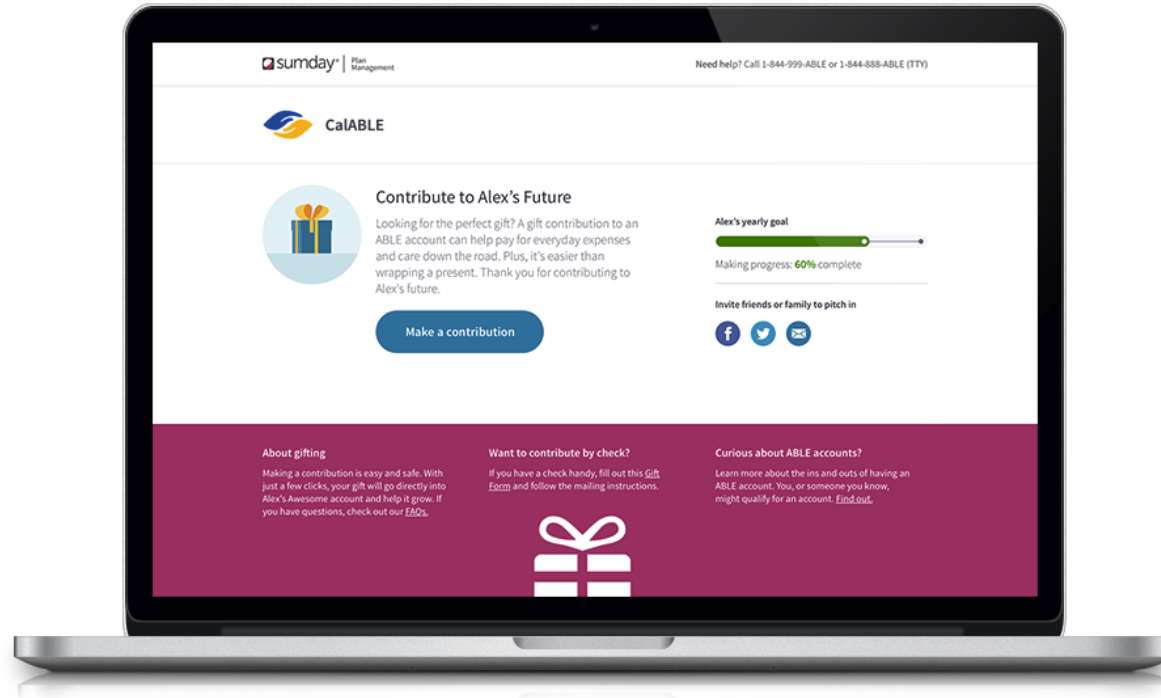 sumday® | Plan
Management
Need help? Call 1-844-999-ABLE or 1-844-888-ABLE (TTY)
CalABLE
Contribute to Alex's Future
Looking for the perfect gift? A gift contribution to an
ABLE account can help pay for everyday expenses
and care down the road. Plus, it's easier than
wrapping a present. Thank you for contributing to
Alex's future.
Make a contribution
Alex's yearly goal
Making progress: 60% complete
Invite friends or family to pitch in
About gifting
Making a contribution is easy and safe. With
just a few clicks, your gift will go directly into
Alex's Awesome account and help it grow. If
you have questions, check out our FAQs.
Want to contribute by check?
If you have a check handy, fill out this Gift
Form and follow the mailing instructions.
Curious about ABLE accounts?
Learn more about the ins and outs of having an
ABLE account. You, or someone you know,
might qualify for an account. Find out.